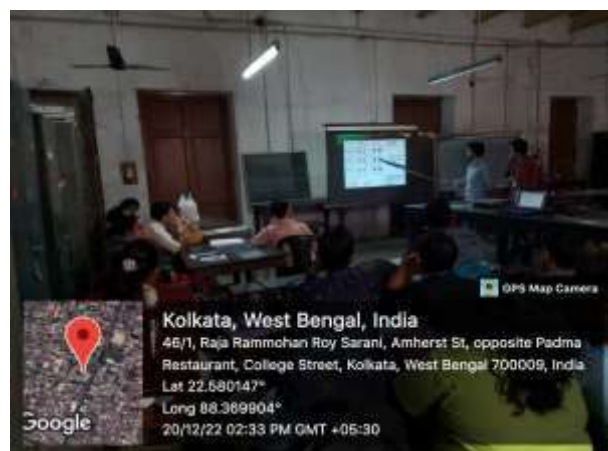 GPS Map Camera
Kolkata, West Bengal, India
46/1, Raja Rammohan Roy Sarani, Amherst St, opposite Padma
Restaurant, College Street, Kolkata, West Bengal 700009, India
Lat 22.580147°
Long 88.369904°
20/12/22 02:33 PM GMT +05:30
Google